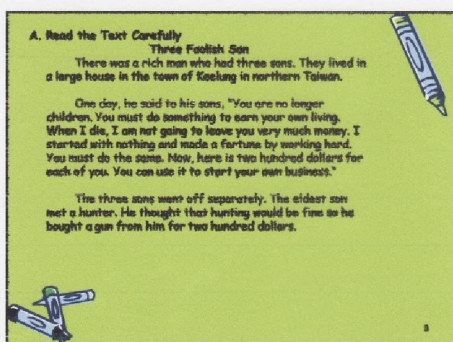 A. Read the Text Carefully
Three Foolish Son
There was a rich man who had three sons. They lived in
a large house in the town of Keelung in northern Taiwan.
One day, he said to his sons, "You are no longer
children. You must do something to earn your own living.
When I die, I am not going to leave you very much money. I
started with nothing and made a fortune by working hard.
You must do the same. Now, here is two hundred dollars for
each of you. You can use it to start your own business."
The three sons went off separately. The eldest son
met a hunter. He thought that hunting would be fine so he
bought a gun from him for two hundred dollars.
3